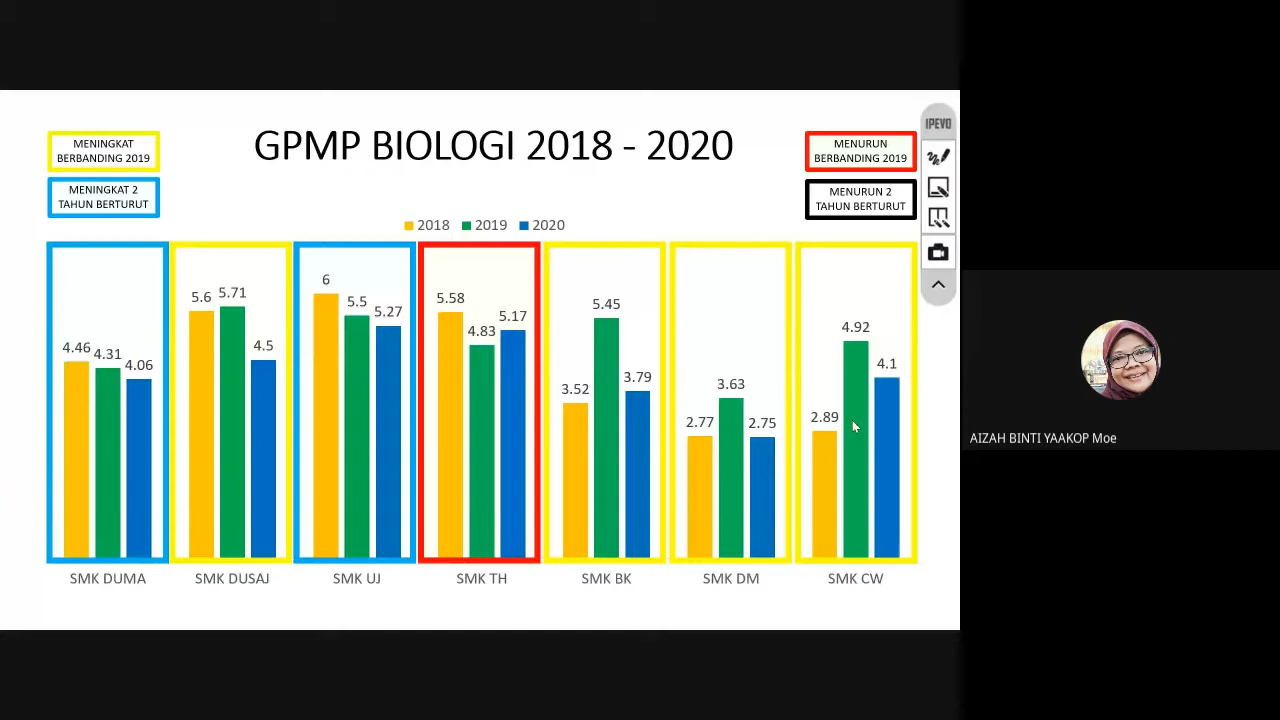 MENINGKAT
BERBANDING 2019
MENINGKAT 2
TAHUN BERTURUT
GPMP BIOLOGI 2018 - 2020
MENURUN
BERBANDING 2019
MENURUN 2
TAHUN BERTURUT
IPEVO
2018 2019 2020
4.46 4.31 4.06
5.6 5.71 4.5
6 5.5 5.27
5.58 4.83 5.17
3.52 5.45 3.79
2.77 3.63 2.75
2.89 4.92 4.1
SMK DUMA SMK DUSAJ SMK UJ SMK TH SMK BK SMK DM SMK CW
AIZAH BINTI YAAKOP Moe